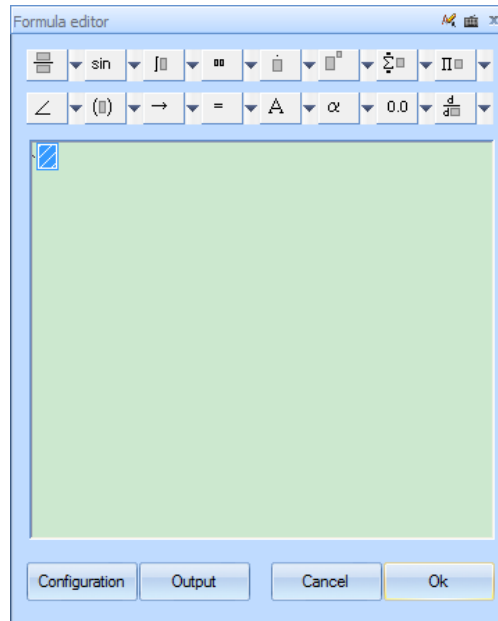 Formula editor
sin ∫ Σ Π
∠ () → = A α 0.0 d/d
Configuration Output Cancel Ok